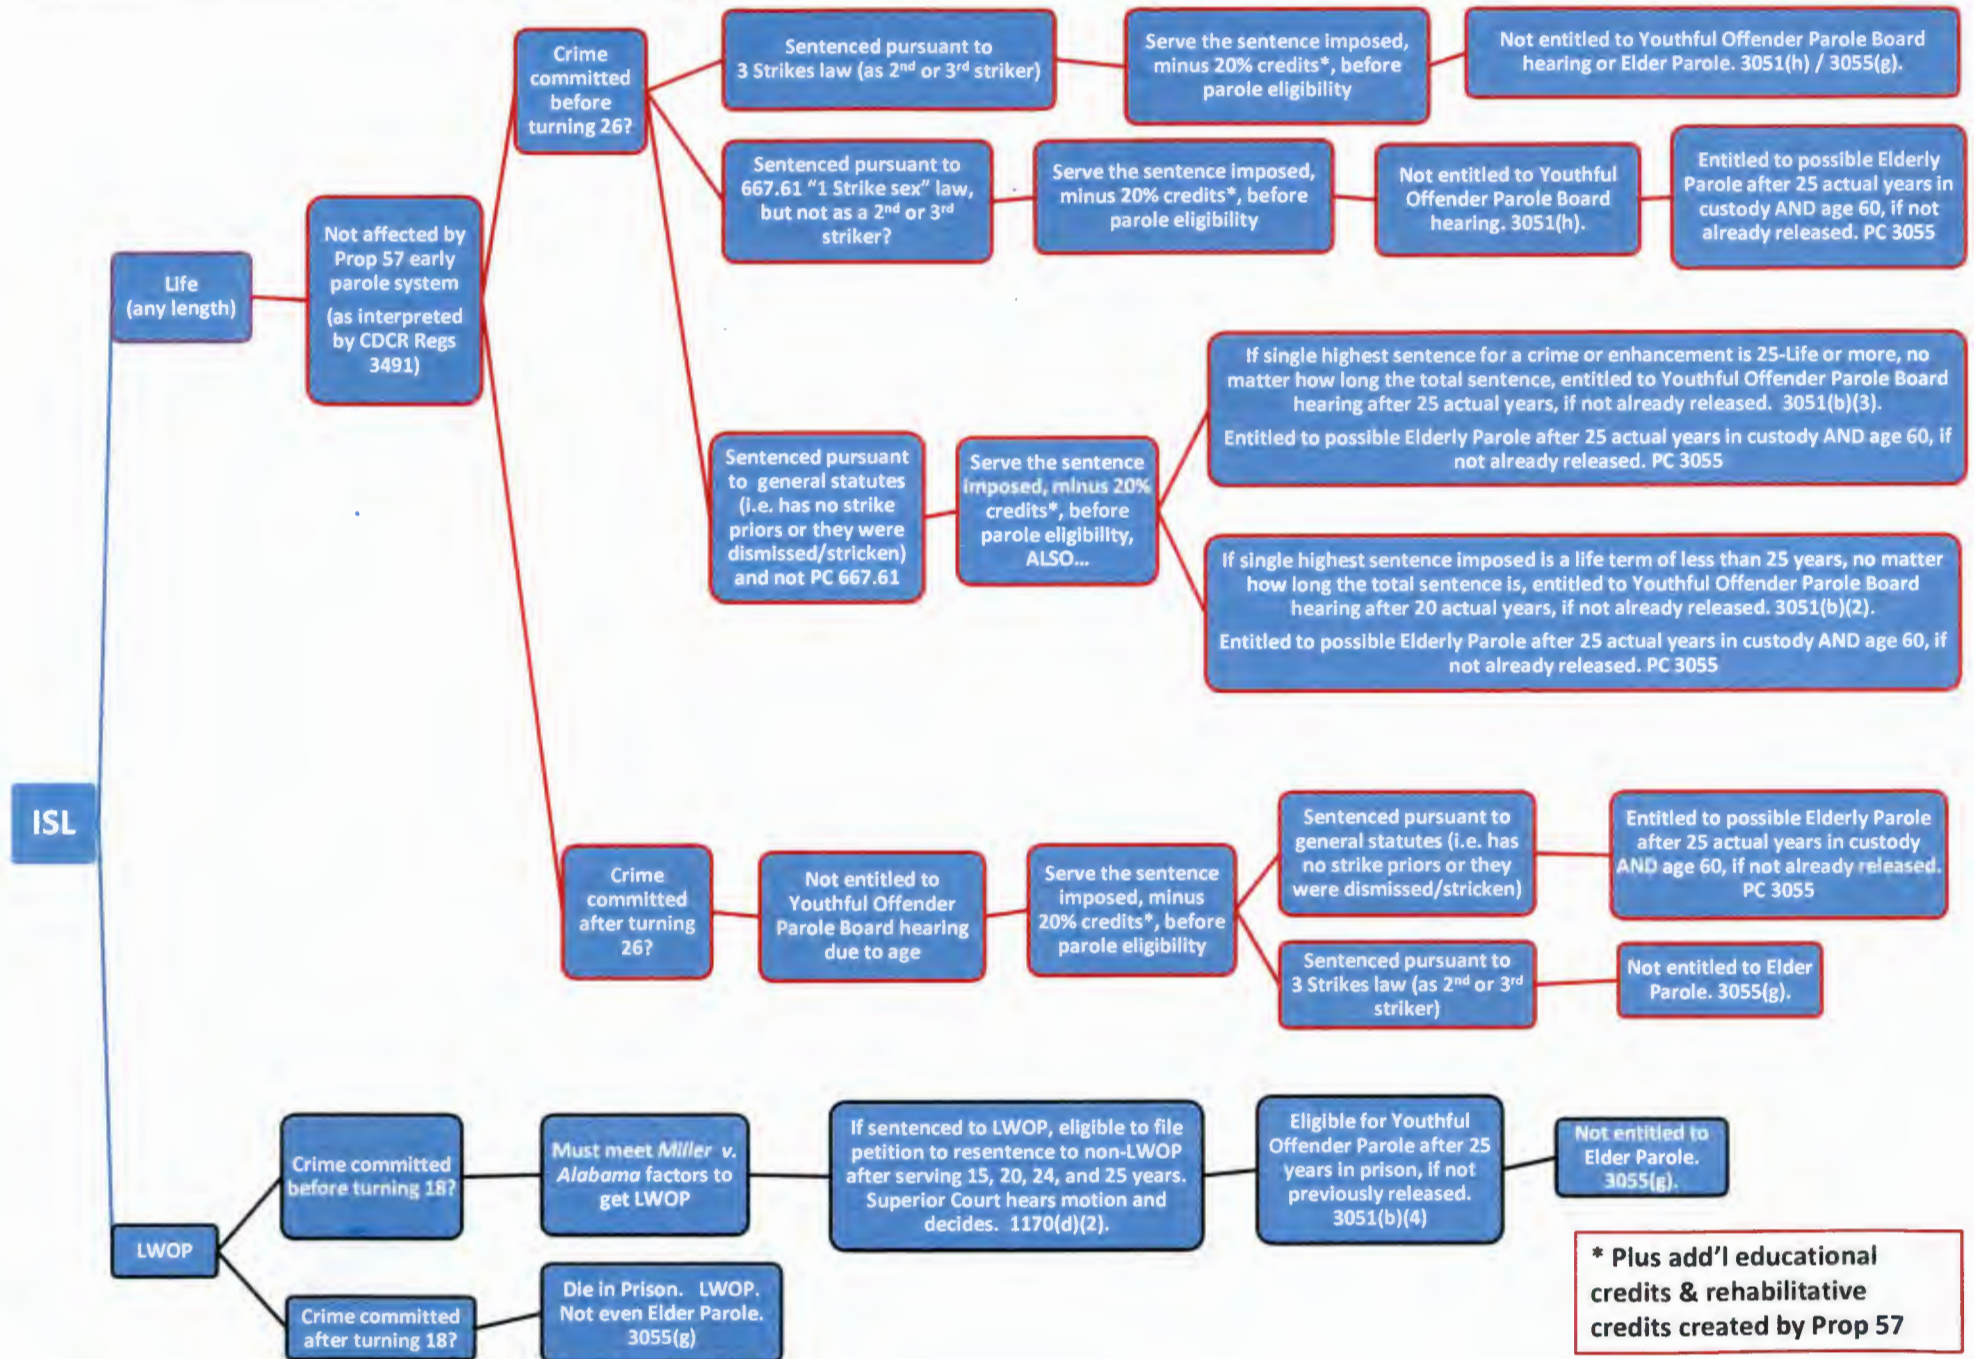 ISL
Life
(any length)
Not affected by
Prop 57 early
parole system
(as interpreted
by CDCR Regs
3491)
Crime
committed
before
turning 26?
Sentenced pursuant to
3 Strikes law (as 2nd or 3rd striker)
Serve the sentence imposed,
minus 20% credits*, before
parole eligibility
Not entitled to Youthful Offender Parole Board
hearing or Elder Parole. 3051(h) / 3055(g).
Sentenced pursuant to
667.61 "1 Strike sex" law,
but not as a 2nd or 3rd
striker?
Serve the sentence imposed,
minus 20% credits*, before
parole eligibility
Not entitled to Youthful
Offender Parole Board
hearing. 3051(h).
Entitled to possible Elderly
Parole after 25 actual years in
custody AND age 60, if not
already released. PC 3055
Sentenced pursuant
to general statutes
(i.e. has no strike
priors or they were
dismissed/stricken)
and not PC 667.61
Serve the sentence
imposed, minus 20%
credits*, before
parole eligibility,
ALSO...
If single highest sentence for a crime or enhancement is 25-Life or more, no
matter how long the total sentence, entitled to Youthful Offender Parole Board
hearing after 25 actual years, if not already released. 3051(b)(3).
Entitled to possible Elderly Parole after 25 actual years in custody AND age 60, if
not already released. PC 3055
If single highest sentence imposed is a life term of less than 25 years, no matter
how long the total sentence is, entitled to Youthful Offender Parole Board
hearing after 20 actual years, if not already released. 3051(b)(2).
Entitled to possible Elderly Parole after 25 actual years in custody AND age 60, if
not already released. PC 3055
Crime
committed
after turning
26?
Not entitled to
Youthful Offender
Parole Board hearing
due to age
Serve the sentence
imposed, minus
20% credits*, before
parole eligibility
Sentenced pursuant to
general statutes (i.e. has
no strike priors or they
were dismissed/stricken)
Entitled to possible Elderly Parole
after 25 actual years in custody
AND age 60, if not already released.
PC 3055
Sentenced pursuant to
3 Strikes law (as 2nd or 3rd
striker)
Not entitled to Elder
Parole. 3055(g).
LWOP
Crime committed
before turning 18?
Must meet Miller v.
Alabama factors to
get LWOP
If sentenced to LWOP, eligible to file
petition to resentence to non-LWOP
after serving 15, 20, 24, and 25 years.
Superior Court hears motion and
decides. 1170(d)(2).
Eligible for Youthful
Offender Parole after 25
years in prison, if not
previously released.
3051(b)(4)
Not entitled to
Elder Parole.
3055(g).
Crime committed
after turning 18?
Die in Prison. LWOP.
Not even Elder Parole.
3055(g)
* Plus add'l educational
credits & rehabilitative
credits created by Prop 57